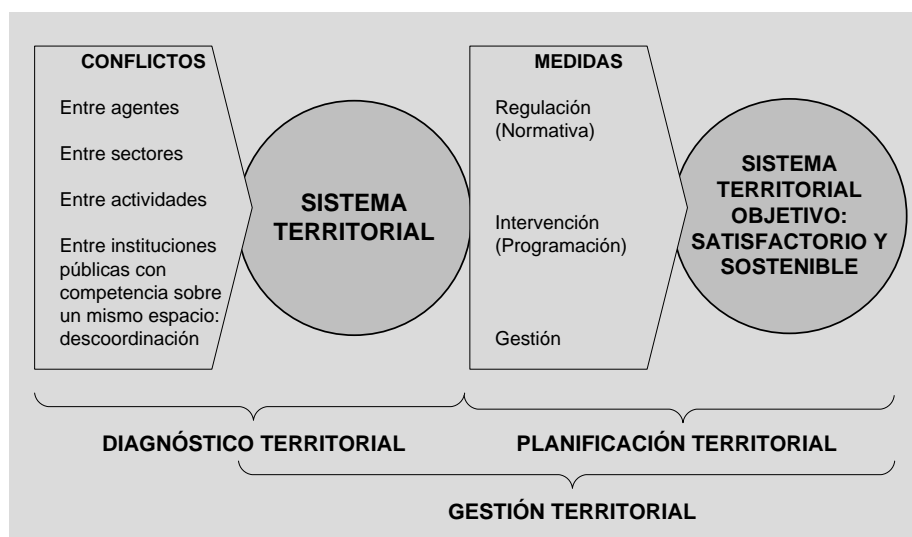 CONFLICTOS
Entre agentes
Entre sectores
Entre actividades
Entre instituciones
públicas con
competencia sobre
un mismo espacio:
descoordinación
SISTEMA
TERRITORIAL
MEDIDAS
Regulación
(Normativa)
Intervención
(Programación)
Gestión
SISTEMA
TERRITORIAL
OBJETIVO:
SATISFACTORIO Y
SOSTENIBLE
DIAGNÓSTICO TERRITORIAL
PLANIFICACIÓN TERRITORIAL
GESTIÓN TERRITORIAL